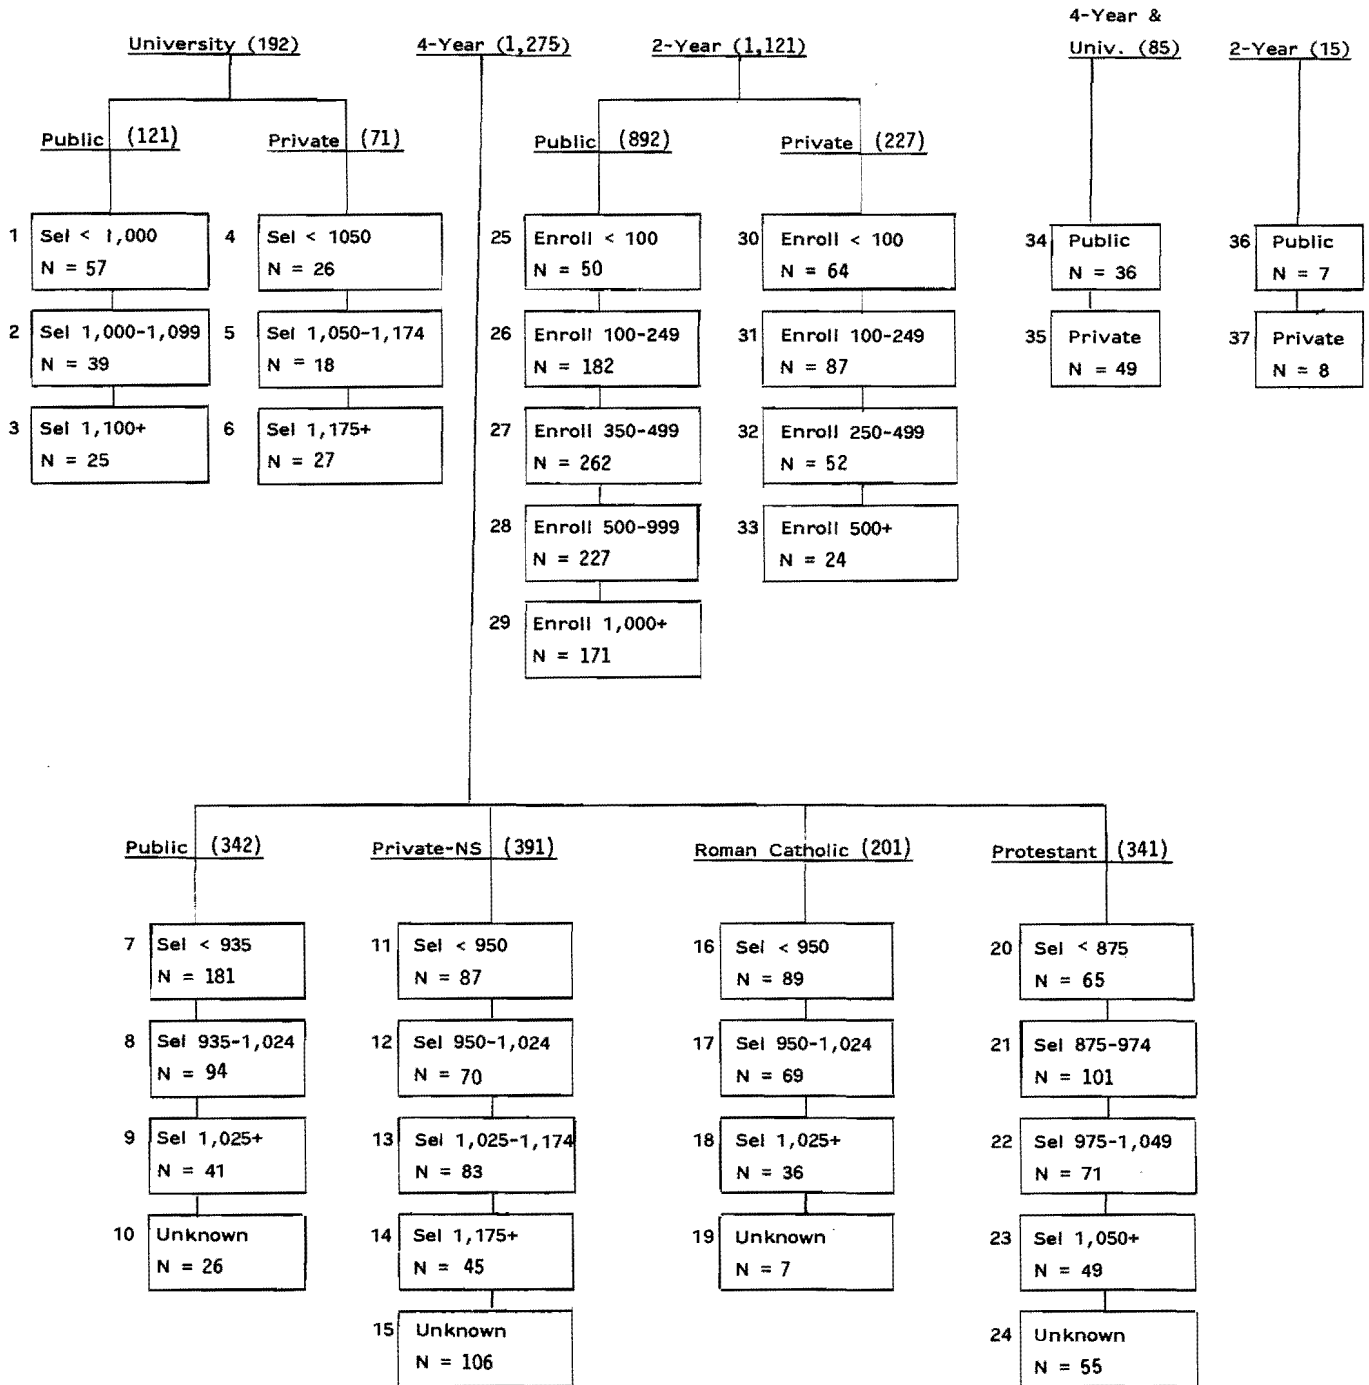 4-Year &
University (192)
4-Year (1,275)
2-Year (1,121)
Univ. (85)
2-Year (15)
Public (121)
Private (71)
Public (892)
Private (227)
1
Sel < 1,000
N = 57
2
Sel 1,000-1,099
N = 39
3
Sel 1,100+
N = 25
4
Sel < 1050
N = 26
5
Sel 1,050-1,174
N = 18
6
Sel 1,175+
N = 27
25
Enroll < 100
N = 50
26
Enroll 100-249
N = 182
27
Enroll 350-499
N = 262
28
Enroll 500-999
N = 227
29
Enroll 1,000+
N = 171
30
Enroll < 100
N = 64
31
Enroll 100-249
N = 87
32
Enroll 250-499
N = 52
33
Enroll 500+
N = 24
34
Public
N = 36
35
Private
N = 49
36
Public
N = 7
37
Private
N = 8
Public (342)
Private-NS (391)
Roman Catholic (201)
Protestant (341)
7
Sel < 935
N = 181
8
Sel 935-1,024
N = 94
9
Sel 1,025+
N = 41
10
Unknown
N = 26
11
Sel < 950
N = 87
12
Sel 950-1,024
N = 70
13
Sel 1,025-1,174
N = 83
14
Sel 1,175+
N = 45
15
Unknown
N = 106
16
Sel < 950
N = 89
17
Sel 950-1,024
N = 69
18
Sel 1,025+
N = 36
19
Unknown
N = 7
20
Sel < 875
N = 65
21
Sel 875-974
N = 101
22
Sel 975-1,049
N = 71
23
Sel 1,050+
N = 49
24
Unknown
N = 55